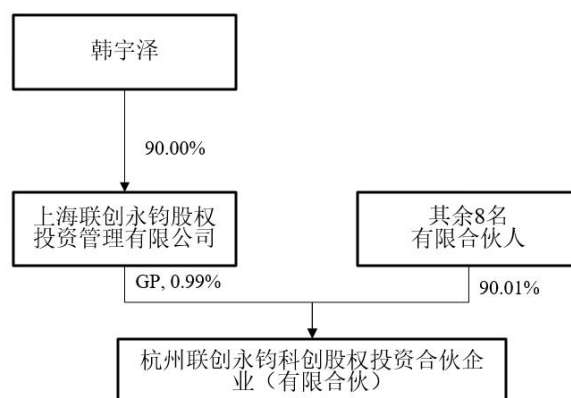 韩宇泽
90.00%
上海联创永钧股权
投资管理有限公司
其余8名
有限合伙人
GP, 0.99%
90.01%
杭州联创永钧科创股权投资合伙企
业（有限合伙）